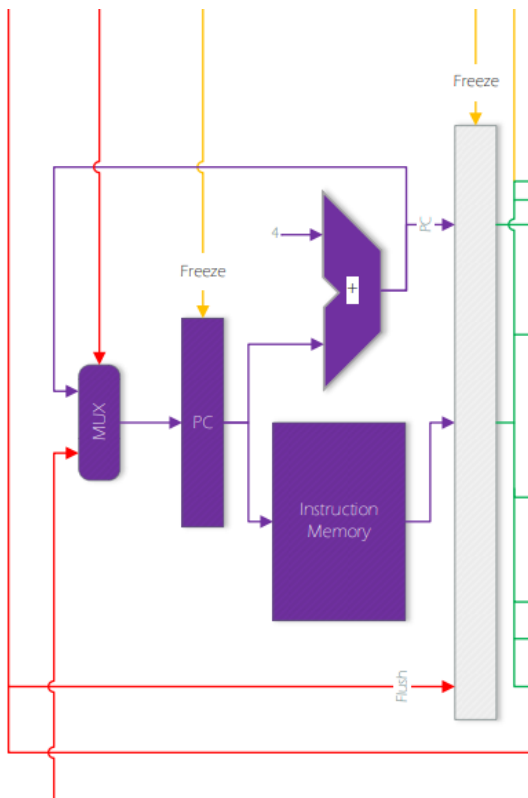 Freeze
4
PC
+
Freeze
MUX
PC
Instruction
Memory
Flush